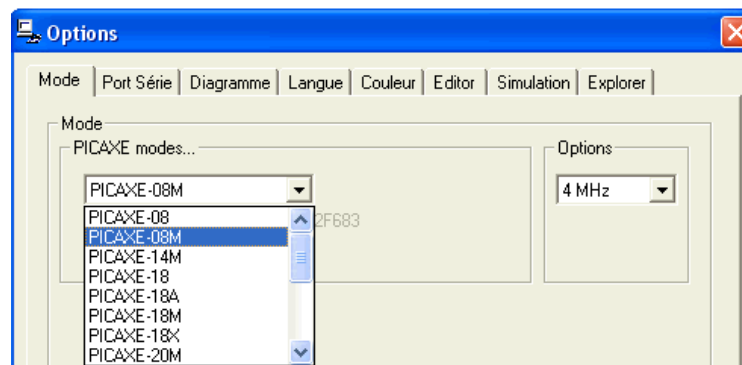 Options
Mode Port Série Diagramme Langue Couleur Editor Simulation Explorer
Mode
PICAXE modes...
Options
PICAXE-08M
4 MHz
PICAXE-08
2F683
PICAXE-08M
PICAXE-14M
PICAXE-18
PICAXE-18A
PICAXE-18M
PICAXE-18X
PICAXE-20M